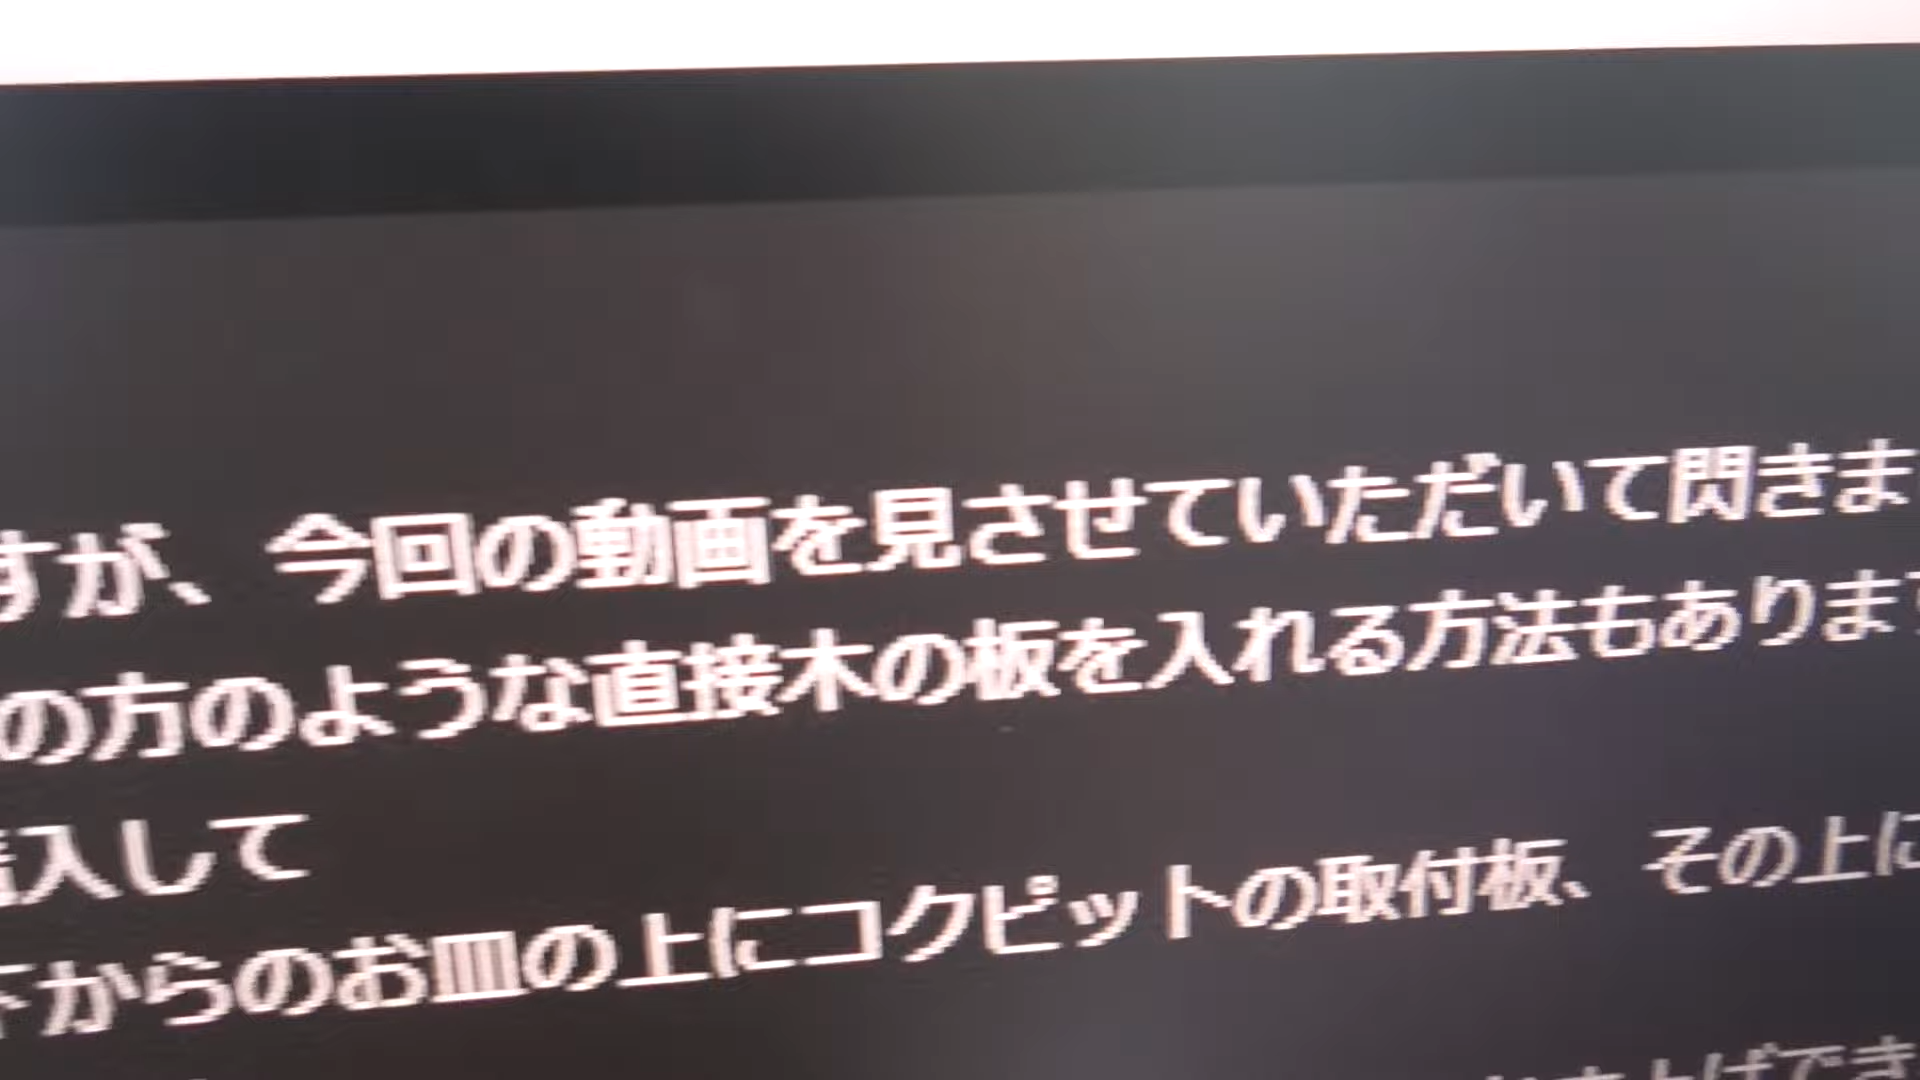 すが、今回の動画を見させていただいて閃きま
の方のような直接木の板を入れる方法もありま
入して
からのお皿の上にコクピットの取付板、その上に